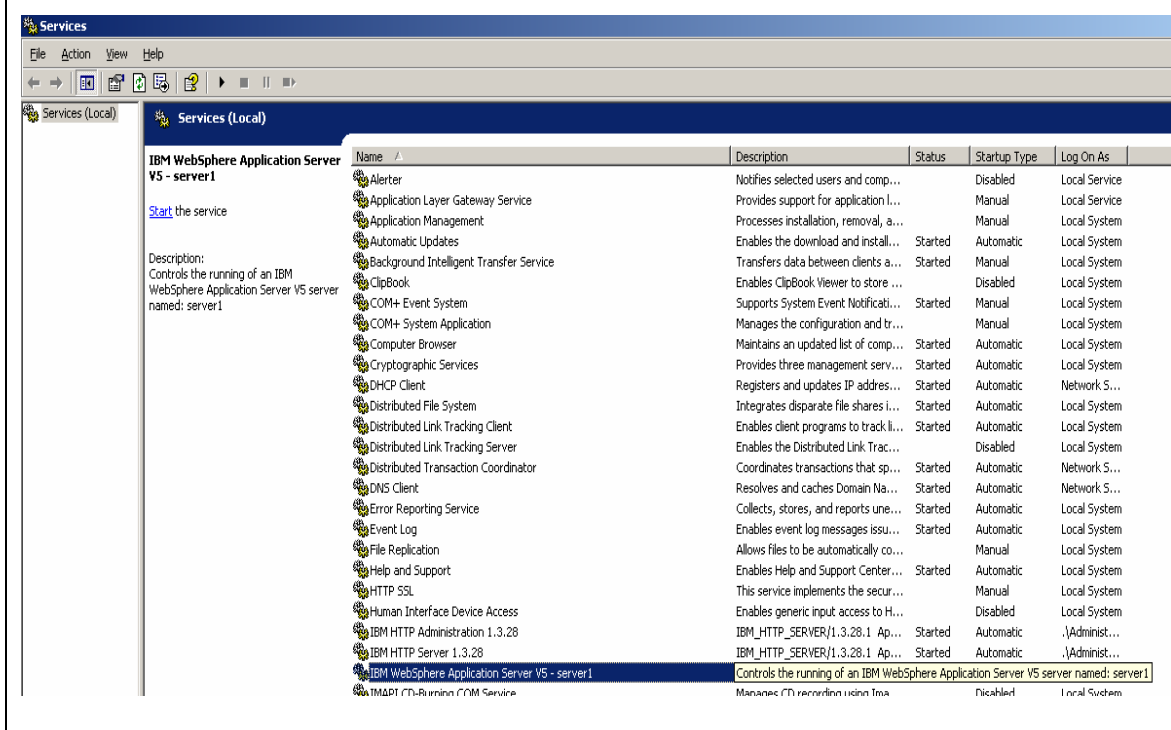 Services
File Action View Help
Services (Local)
Services (Local)
IBM WebSphere Application Server V5 - server1
Start the service
Description:
Controls the running of an IBM
WebSphere Application Server V5 server
named: server1
Name Description Status Startup Type Log On As
Alerter Notifies selected users and comp... Disabled Local Service
Application Layer Gateway Service Provides support for application l... Manual Local Service
Application Management Processes installation, removal, a... Manual Local System
Automatic Updates Enables the download and install... Started Automatic Local System
Background Intelligent Transfer Service Transfers data between clients a... Started Manual Local System
ClipBook Enables ClipBook Viewer to store ... Disabled Local System
COM+ Event System Supports System Event Notificati... Started Manual Local System
COM+ System Application Manages the configuration and tr... Manual Local System
Computer Browser Maintains an updated list of comp... Started Automatic Local System
Cryptographic Services Provides three management serv... Started Automatic Local System
DHCP Client Registers and updates IP addres... Started Automatic Network S...
Distributed File System Integrates disparate file shares i... Started Automatic Local System
Distributed Link Tracking Client Enables client programs to track li... Started Automatic Local System
Distributed Link Tracking Server Enables the Distributed Link Trac... Disabled Local System
Distributed Transaction Coordinator Coordinates transactions that sp... Started Automatic Network S...
DNS Client Resolves and caches Domain Na... Started Automatic Network S...
Error Reporting Service Collects, stores, and reports une... Started Automatic Local System
Event Log Enables event log messages issu... Started Automatic Local System
File Replication Allows files to be automatically co... Manual Local System
Help and Support Enables Help and Support Center... Started Automatic Local System
HTTP SSL This service implements the secur... Manual Local System
Human Interface Device Access Enables generic input access to H... Disabled Local System
IBM HTTP Administration 1.3.28 IBM_HTTP_SERVER/1.3.28.1 Ap... Started Automatic .\Administ...
IBM HTTP Server 1.3.28 IBM_HTTP_SERVER/1.3.28.1 Ap... Started Automatic .\Administ...
IBM WebSphere Application Server V5 - server1 Controls the running of an IBM WebSphere Application Server V5 server named: server1
IMAPI CD-Burning COM Service Manages CD recording using Ima... Disabled Local System